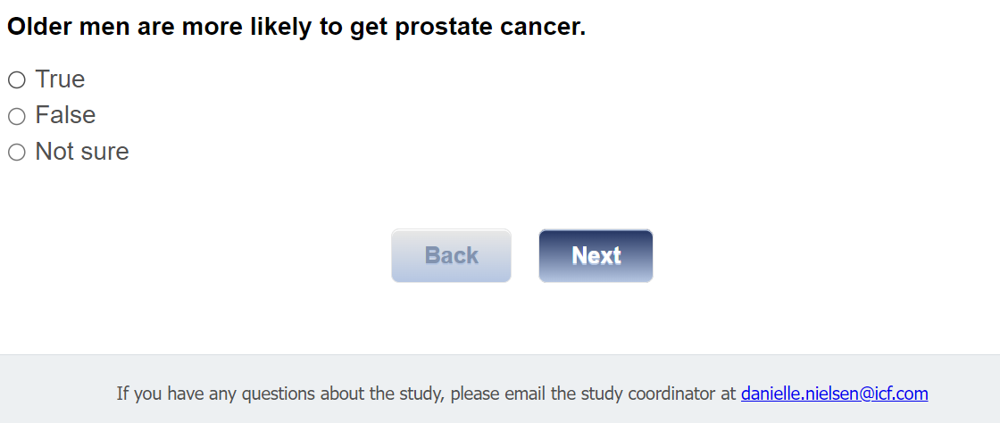 Older men are more likely to get prostate cancer.
True
False
Not sure
Back Next
If you have any questions about the study, please email the study coordinator at danielle.nielsen@icf.com